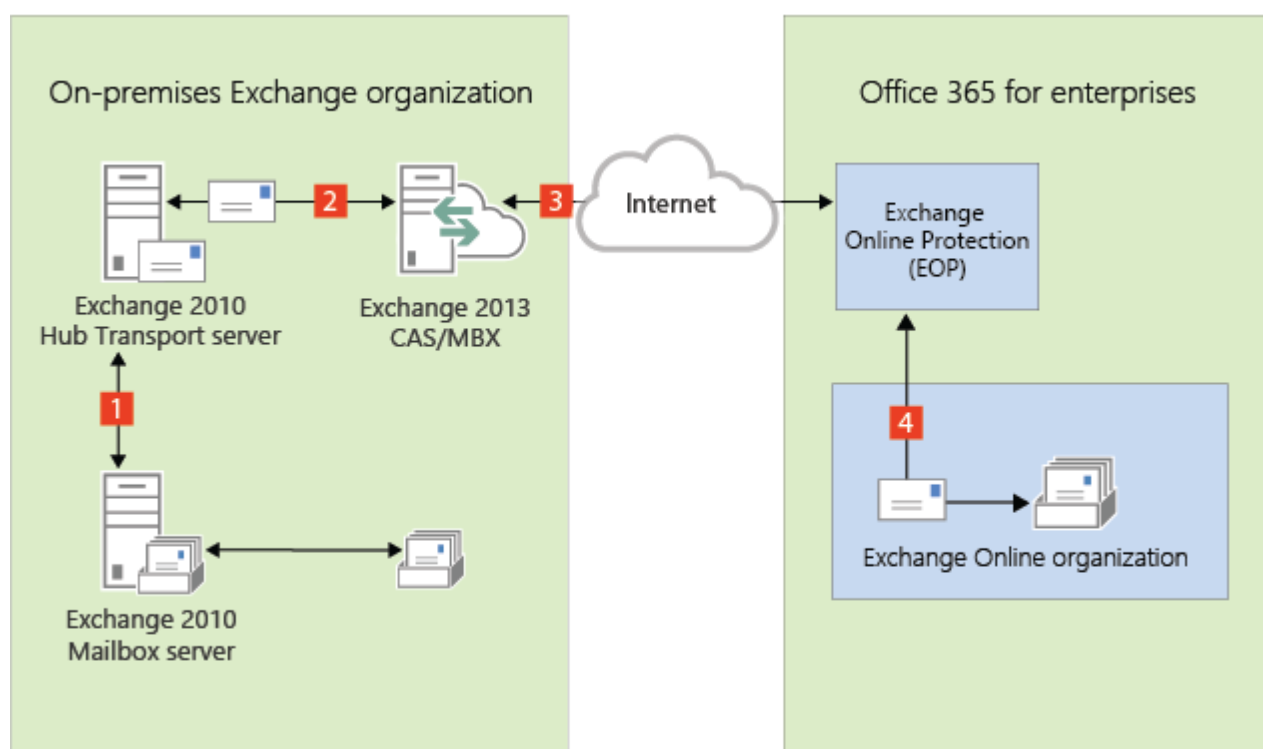 On-premises Exchange organization
Office 365 for enterprises
2
3
Internet
Exchange
Online Protection
(EOP)
Exchange 2010
Hub Transport server
Exchange 2013
CAS/MBX
1
4
Exchange Online organization
Exchange 2010
Mailbox server